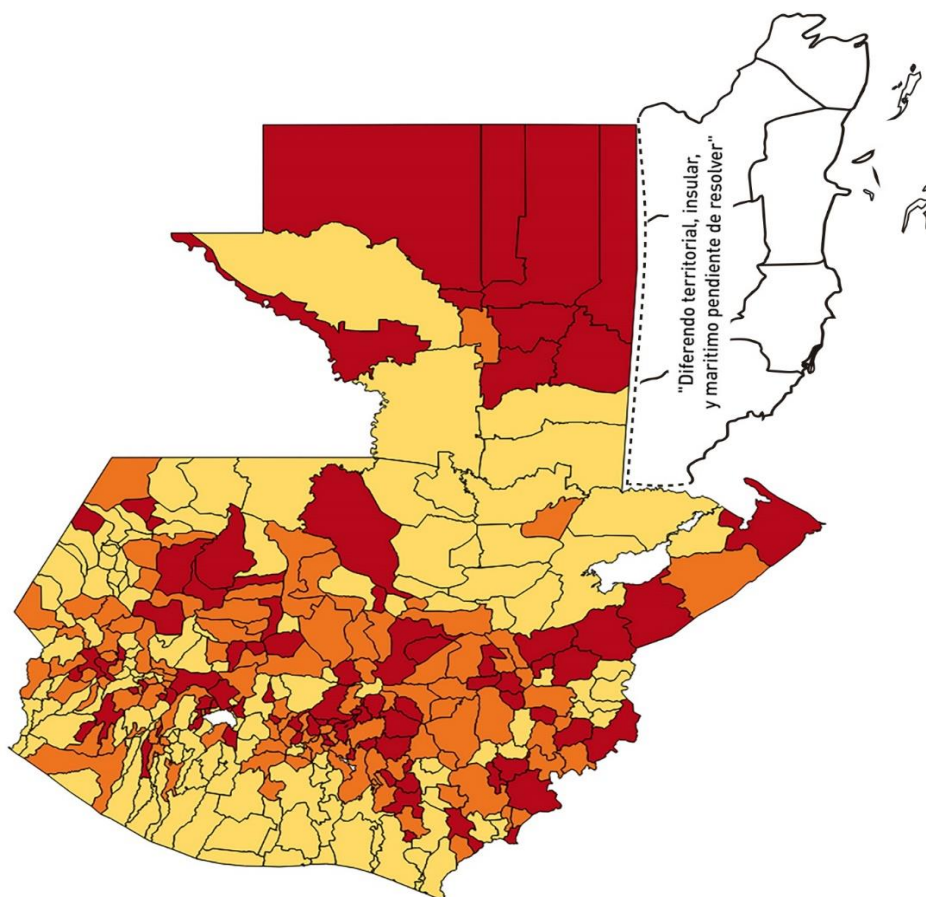 "Diferendo territorial, insular,
y marítimo pendiente de resolver"